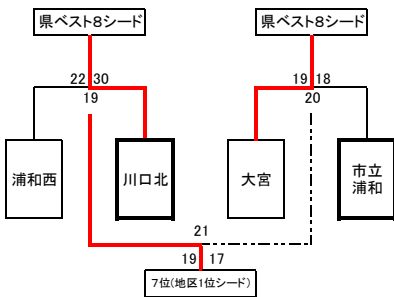 県ベスト8シード 県ベスト8シード
22 30 19 18
19 20
浦和西 川口北 大宮 市立
浦和
21
19 17
7位(地区1位シード)